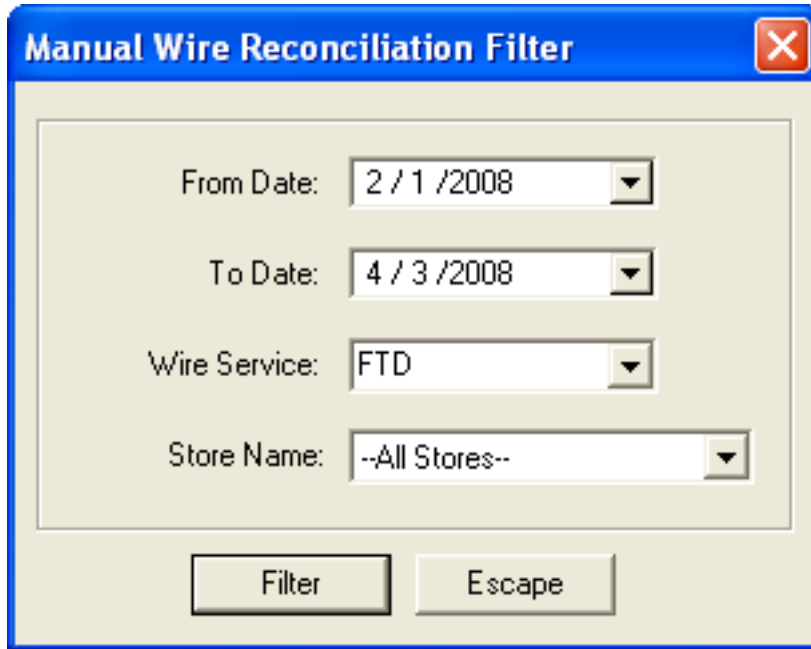 Manual Wire Reconciliation Filter
From Date: 2 / 1 /2008
To Date: 4 / 3 /2008
Wire Service: FTD
Store Name: --All Stores--
Filter Escape